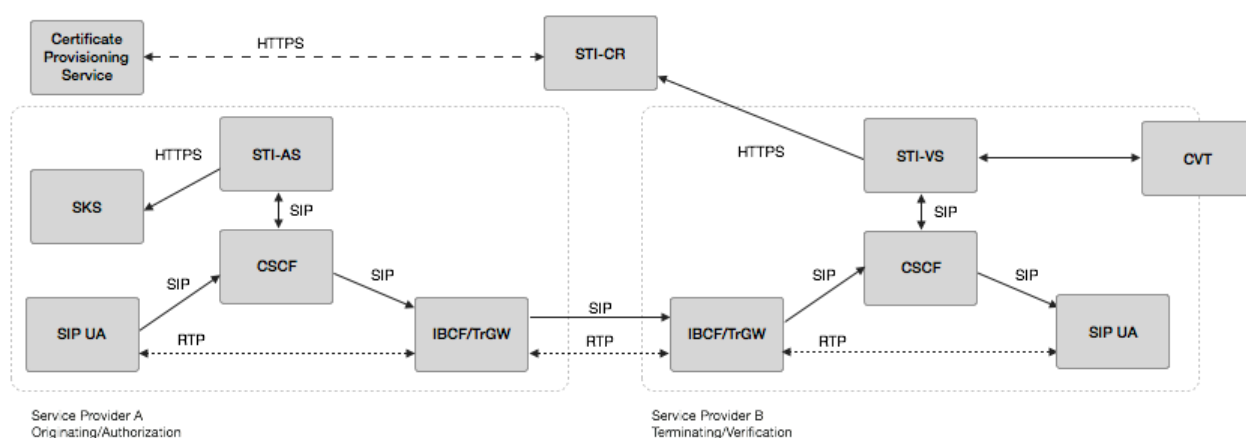 Certificate
Provisioning
Service
HTTPS
STI-CR
HTTPS
STI-AS
HTTPS
STI-VS
CVT
SKS
SIP
SIP
CSCF
CSCF
SIP
SIP
SIP
SIP
SIP UA
RTP
IBCF/TrGW
SIP
RTP
IBCF/TrGW
RTP
SIP UA
Service Provider A
Originating/Authorization
Service Provider B
Terminating/Verification